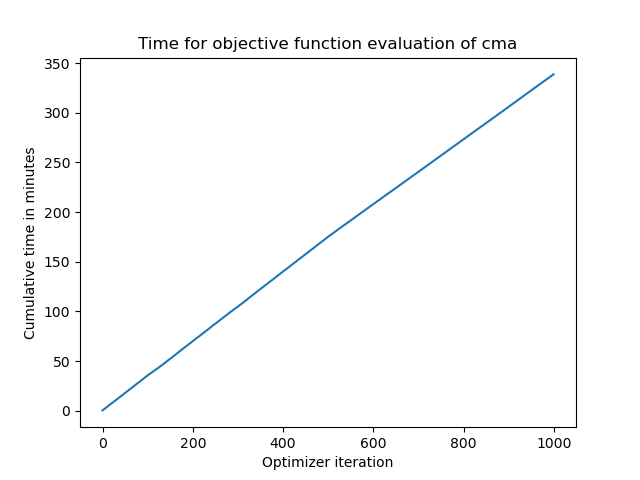 Time for objective function evaluation of cma
Cumulative time in minutes
350
300
250
200
150
100
50
0
0 200 400 600 800 1000
Optimizer iteration